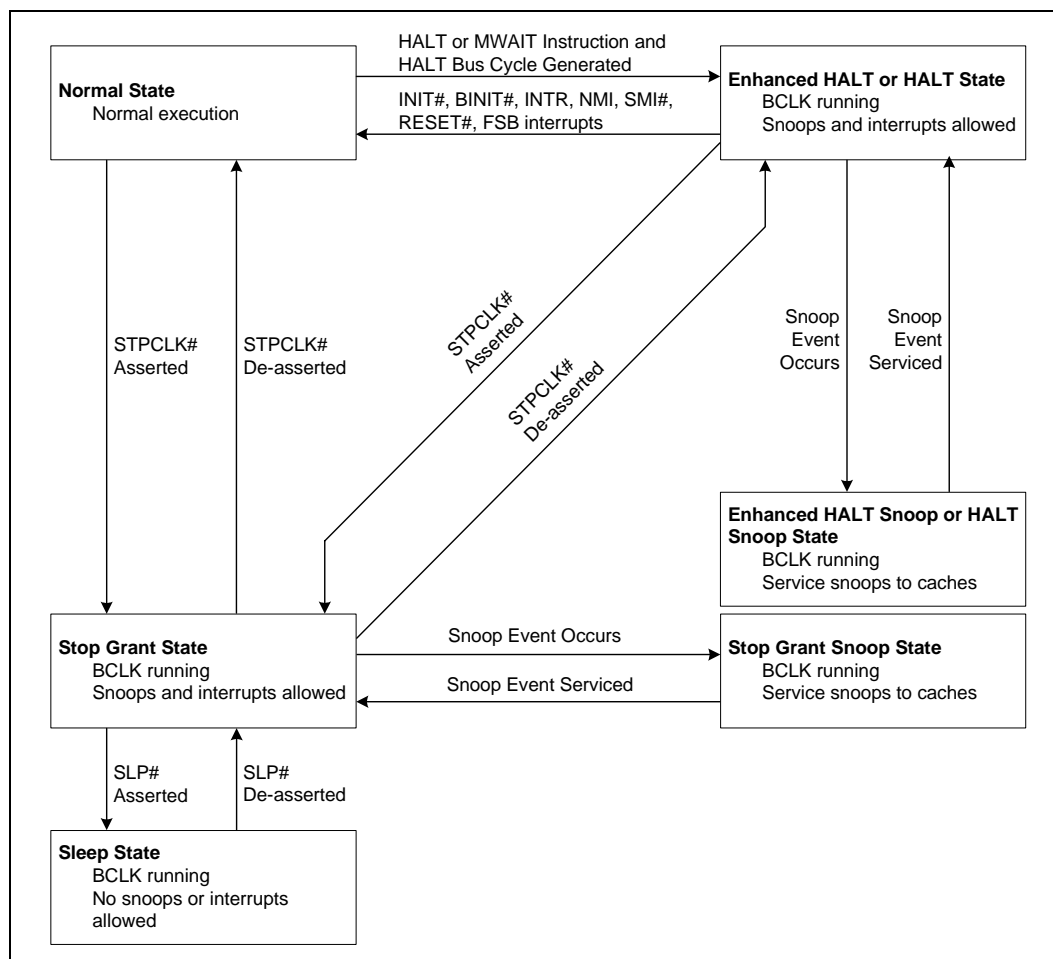 HALT or MWAIT Instruction and
HALT Bus Cycle Generated
Normal State
Normal execution
INIT#, BINIT#, INTR, NMI, SMI#,
RESET#, FSB interrupts
Enhanced HALT or HALT State
BCLK running
Snoops and interrupts allowed
STPCLK#
Asserted
STPCLK#
De-asserted
STPCLK#
Asserted
STPCLK#
De-asserted
Snoop
Event
Occurs
Snoop
Event
Serviced
Enhanced HALT Snoop or HALT
Snoop State
BCLK running
Service snoops to caches
Stop Grant State
BCLK running
Snoops and interrupts allowed
Snoop Event Occurs
Snoop Event Serviced
Stop Grant Snoop State
BCLK running
Service snoops to caches
SLP#
Asserted
SLP#
De-asserted
Sleep State
BCLK running
No snoops or interrupts
allowed